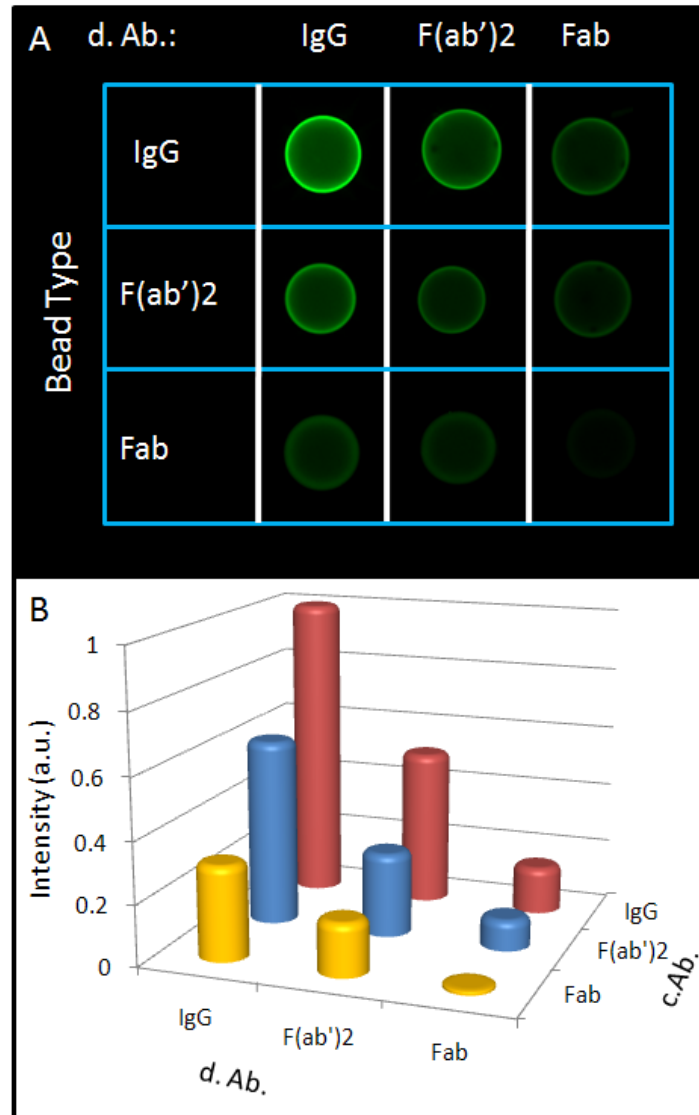 A d. Ab.: IgG F(ab')2 Fab
Bead Type
IgG
F(ab')2
Fab
B
Intensity (a.u.)
1
0.8
0.6
0.4
0.2
0
IgG
F(ab')2
Fab
d. Ab.
IgG
F(ab')2
Fab
c.Ab.